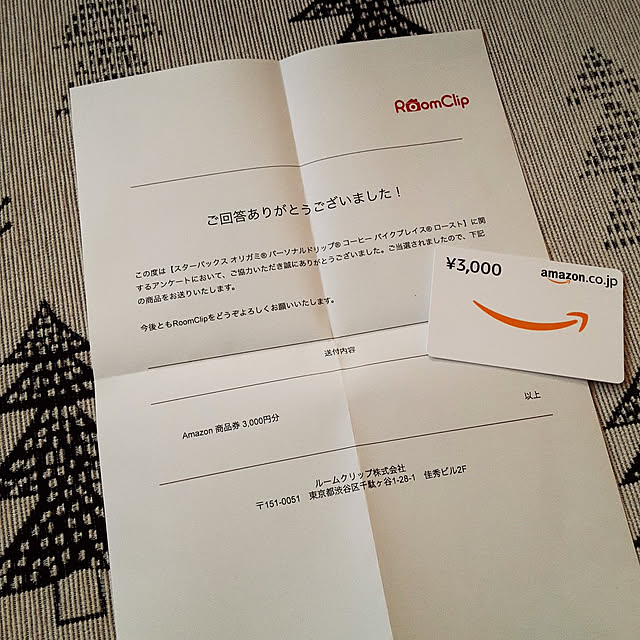 RoomClip
ご回答ありがとうございました！
この度は【スターバックス オリガミ® パーソナルドリップ® コーヒー パイクプレイス® ロースト】に関
するアンケートにおいて、ご協力いただき誠にありがとうございました。ご当選されましたので、下記
の商品をお送りいたします。
今後ともRoomClipをどうぞよろしくお願いいたします。
送付内容
Amazon 商品券 3,000円分
以上
ルームクリップ株式会社
〒151-0051 東京都渋谷区千駄ヶ谷1-28-1 佳秀ビル2F
¥3,000
amazon.co.jp